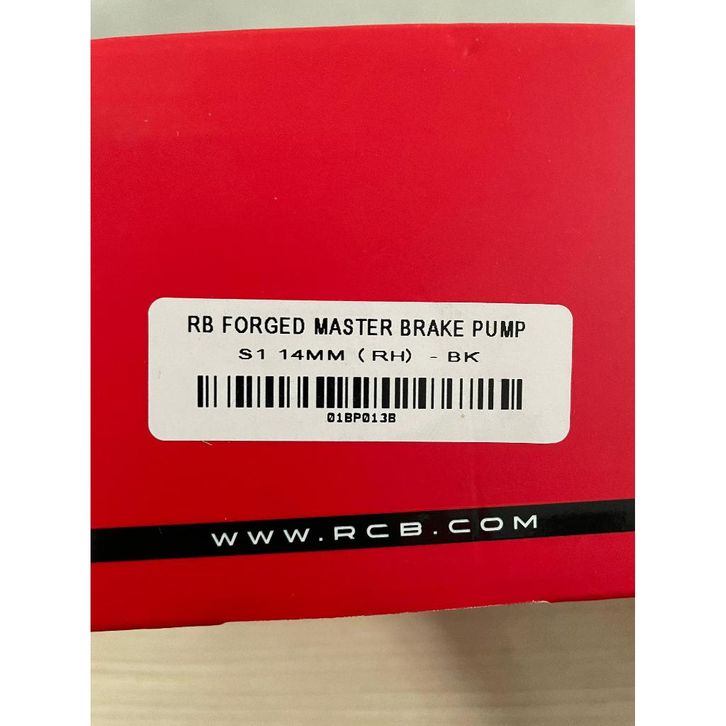 RB FORGED MASTER BRAKE PUMP
S1 14MM (RH) - BK
01BP013B
WWW.RCB.COM